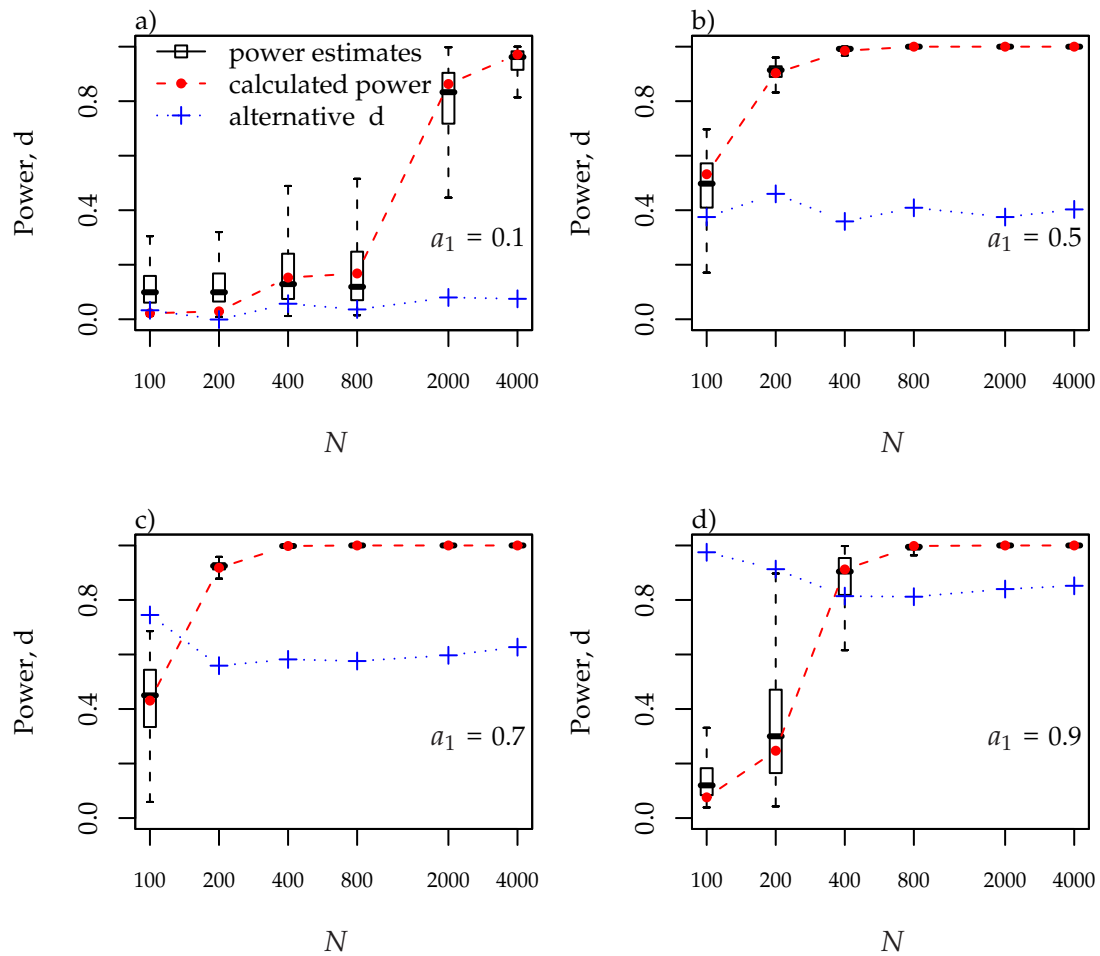 a)
power estimates
calculated power
alternative d
Power, d
0.0
0.4
0.8
a₁ = 0.1
100 200 400 800 2000 4000
N
b)
Power, d
0.0
0.4
0.8
a₁ = 0.5
100 200 400 800 2000 4000
N
c)
Power, d
0.0
0.4
0.8
a₁ = 0.7
100 200 400 800 2000 4000
N
d)
Power, d
0.0
0.4
0.8
a₁ = 0.9
100 200 400 800 2000 4000
N